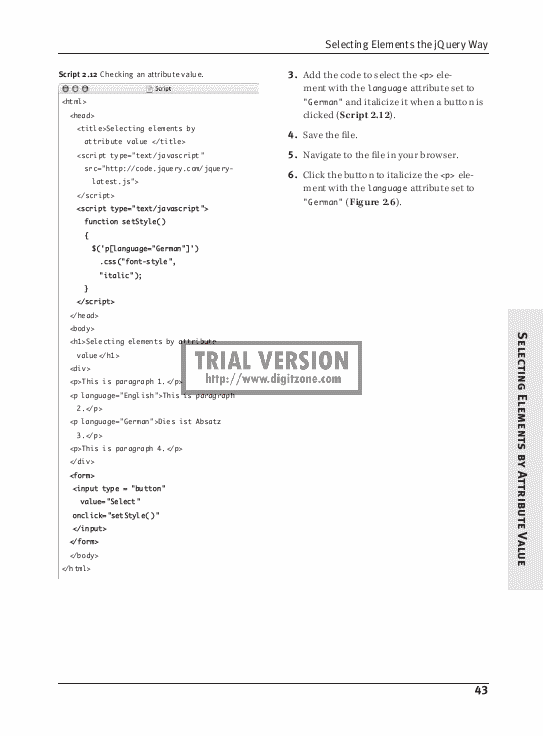 Selecting Elements the jQuery Way
Script 2.12 Checking an attribute value.
Script
<html>
<head>
<title>Selecting elements by
attribute value </title>
<script type="text/javascript"
src="http://code.jquery.com/jquery-
latest.js">
</script>
<script type="text/javascript">
function setStyle()
{
$('p[language="German"]')
.css("font-style",
"italic");
}
</script>
</head>
<body>
<h1>Selecting elements by attribute
value</h1>
<div>
<p>This is paragraph 1.</p>
<p language="English">This is paragraph
2.</p>
<p language="German">Dies ist Absatz
3.</p>
<p>This is paragraph 4.</p>
</div>
<form>
<input type = "button"
value="Select"
onclick="setStyle()"
</input>
</form>
</body>
</html>
3. Add the code to select the <p> ele-
ment with the language attribute set to
"German" and italicize it when a button is
clicked (Script 2.12).
4. Save the file.
5. Navigate to the file in your browser.
6. Click the button to italicize the <p> ele-
ment with the language attribute set to
"German" (Figure 2.6).
TRIAL VERSION
http://www.digitzone.com
Selecting Elements by Attribute Value
43